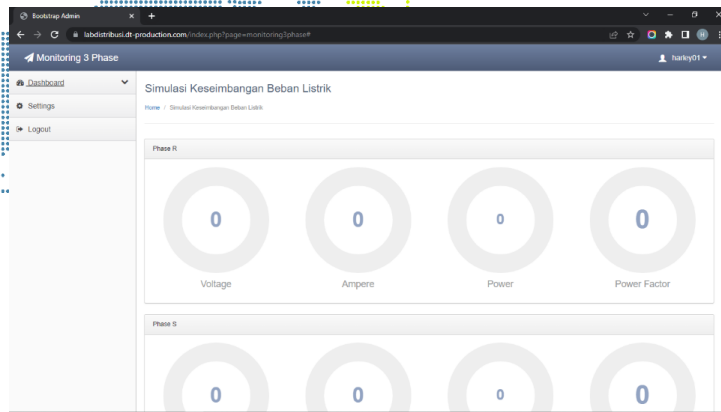 Bootstrap Admin
labdistribusi.dt-production.com/index.php?page=monitoring3phase#
Monitoring 3 Phase
harley01
Dashboard
Simulasi Keseimbangan Beban Listrik
Settings
Home / Simulasi Keseimbangan Beban Listrik
Logout
Phase R
0 0 0 0
Voltage Ampere Power Power Factor
Phase S
0 0 0 0